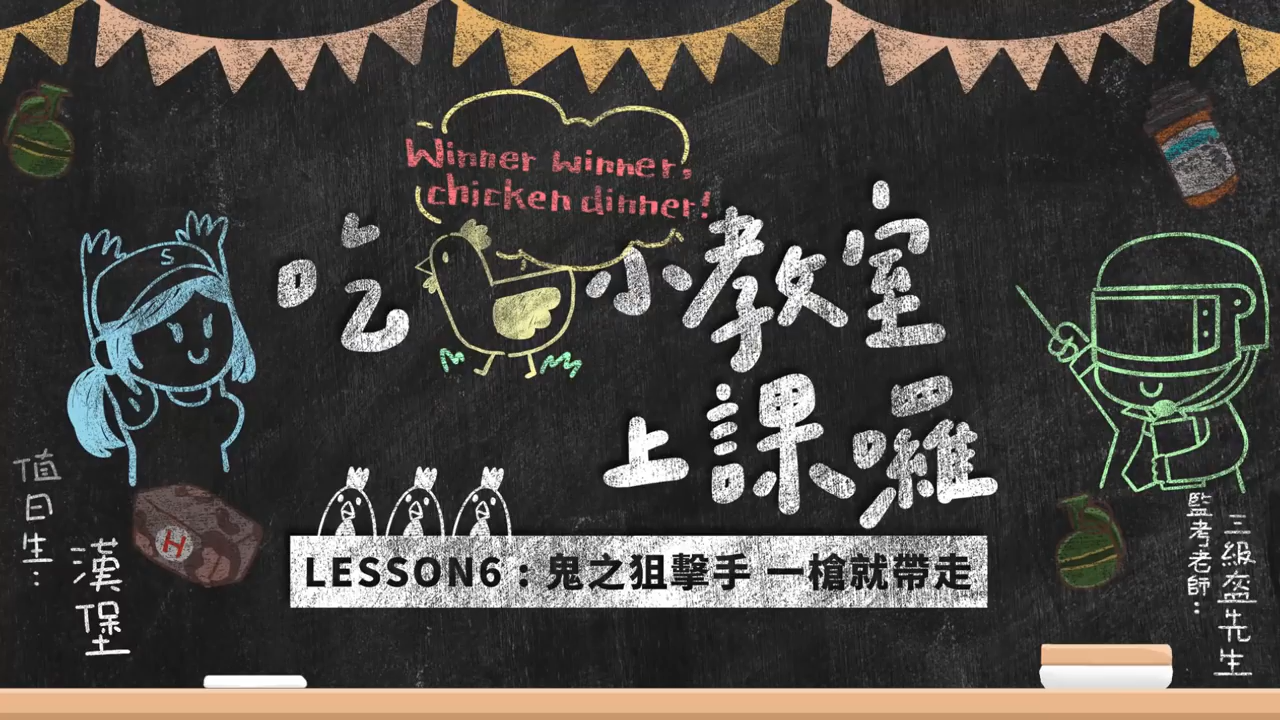 Winner winner,
chicken dinner!
吃小教室
上課囉
LESSON6：鬼之狙擊手 一槍就帶走
值日生：
漢堡
監考老師：
三級盔先生
S
H